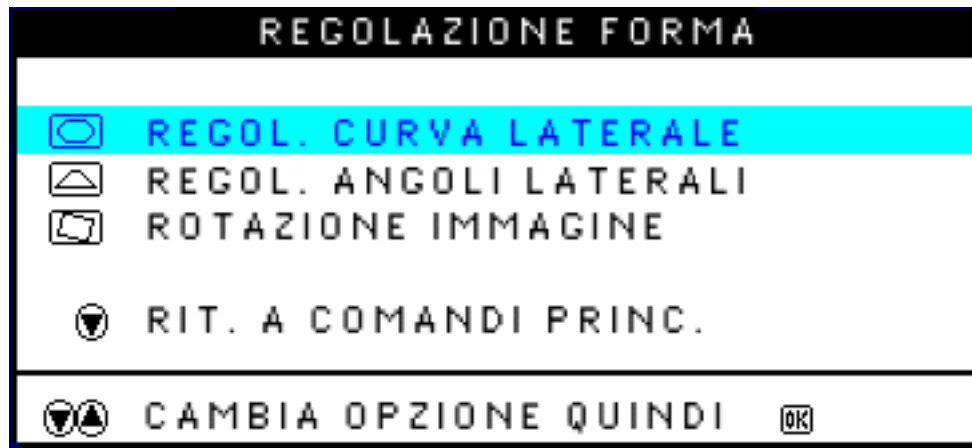 REGOLAZIONE FORMA
REGOL. CURVA LATERALE
REGOL. ANGOLI LATERALI
ROTAZIONE IMMAGINE
RIT. A COMANDI PRINC.
CAMBIA OPZIONE QUINDI OK